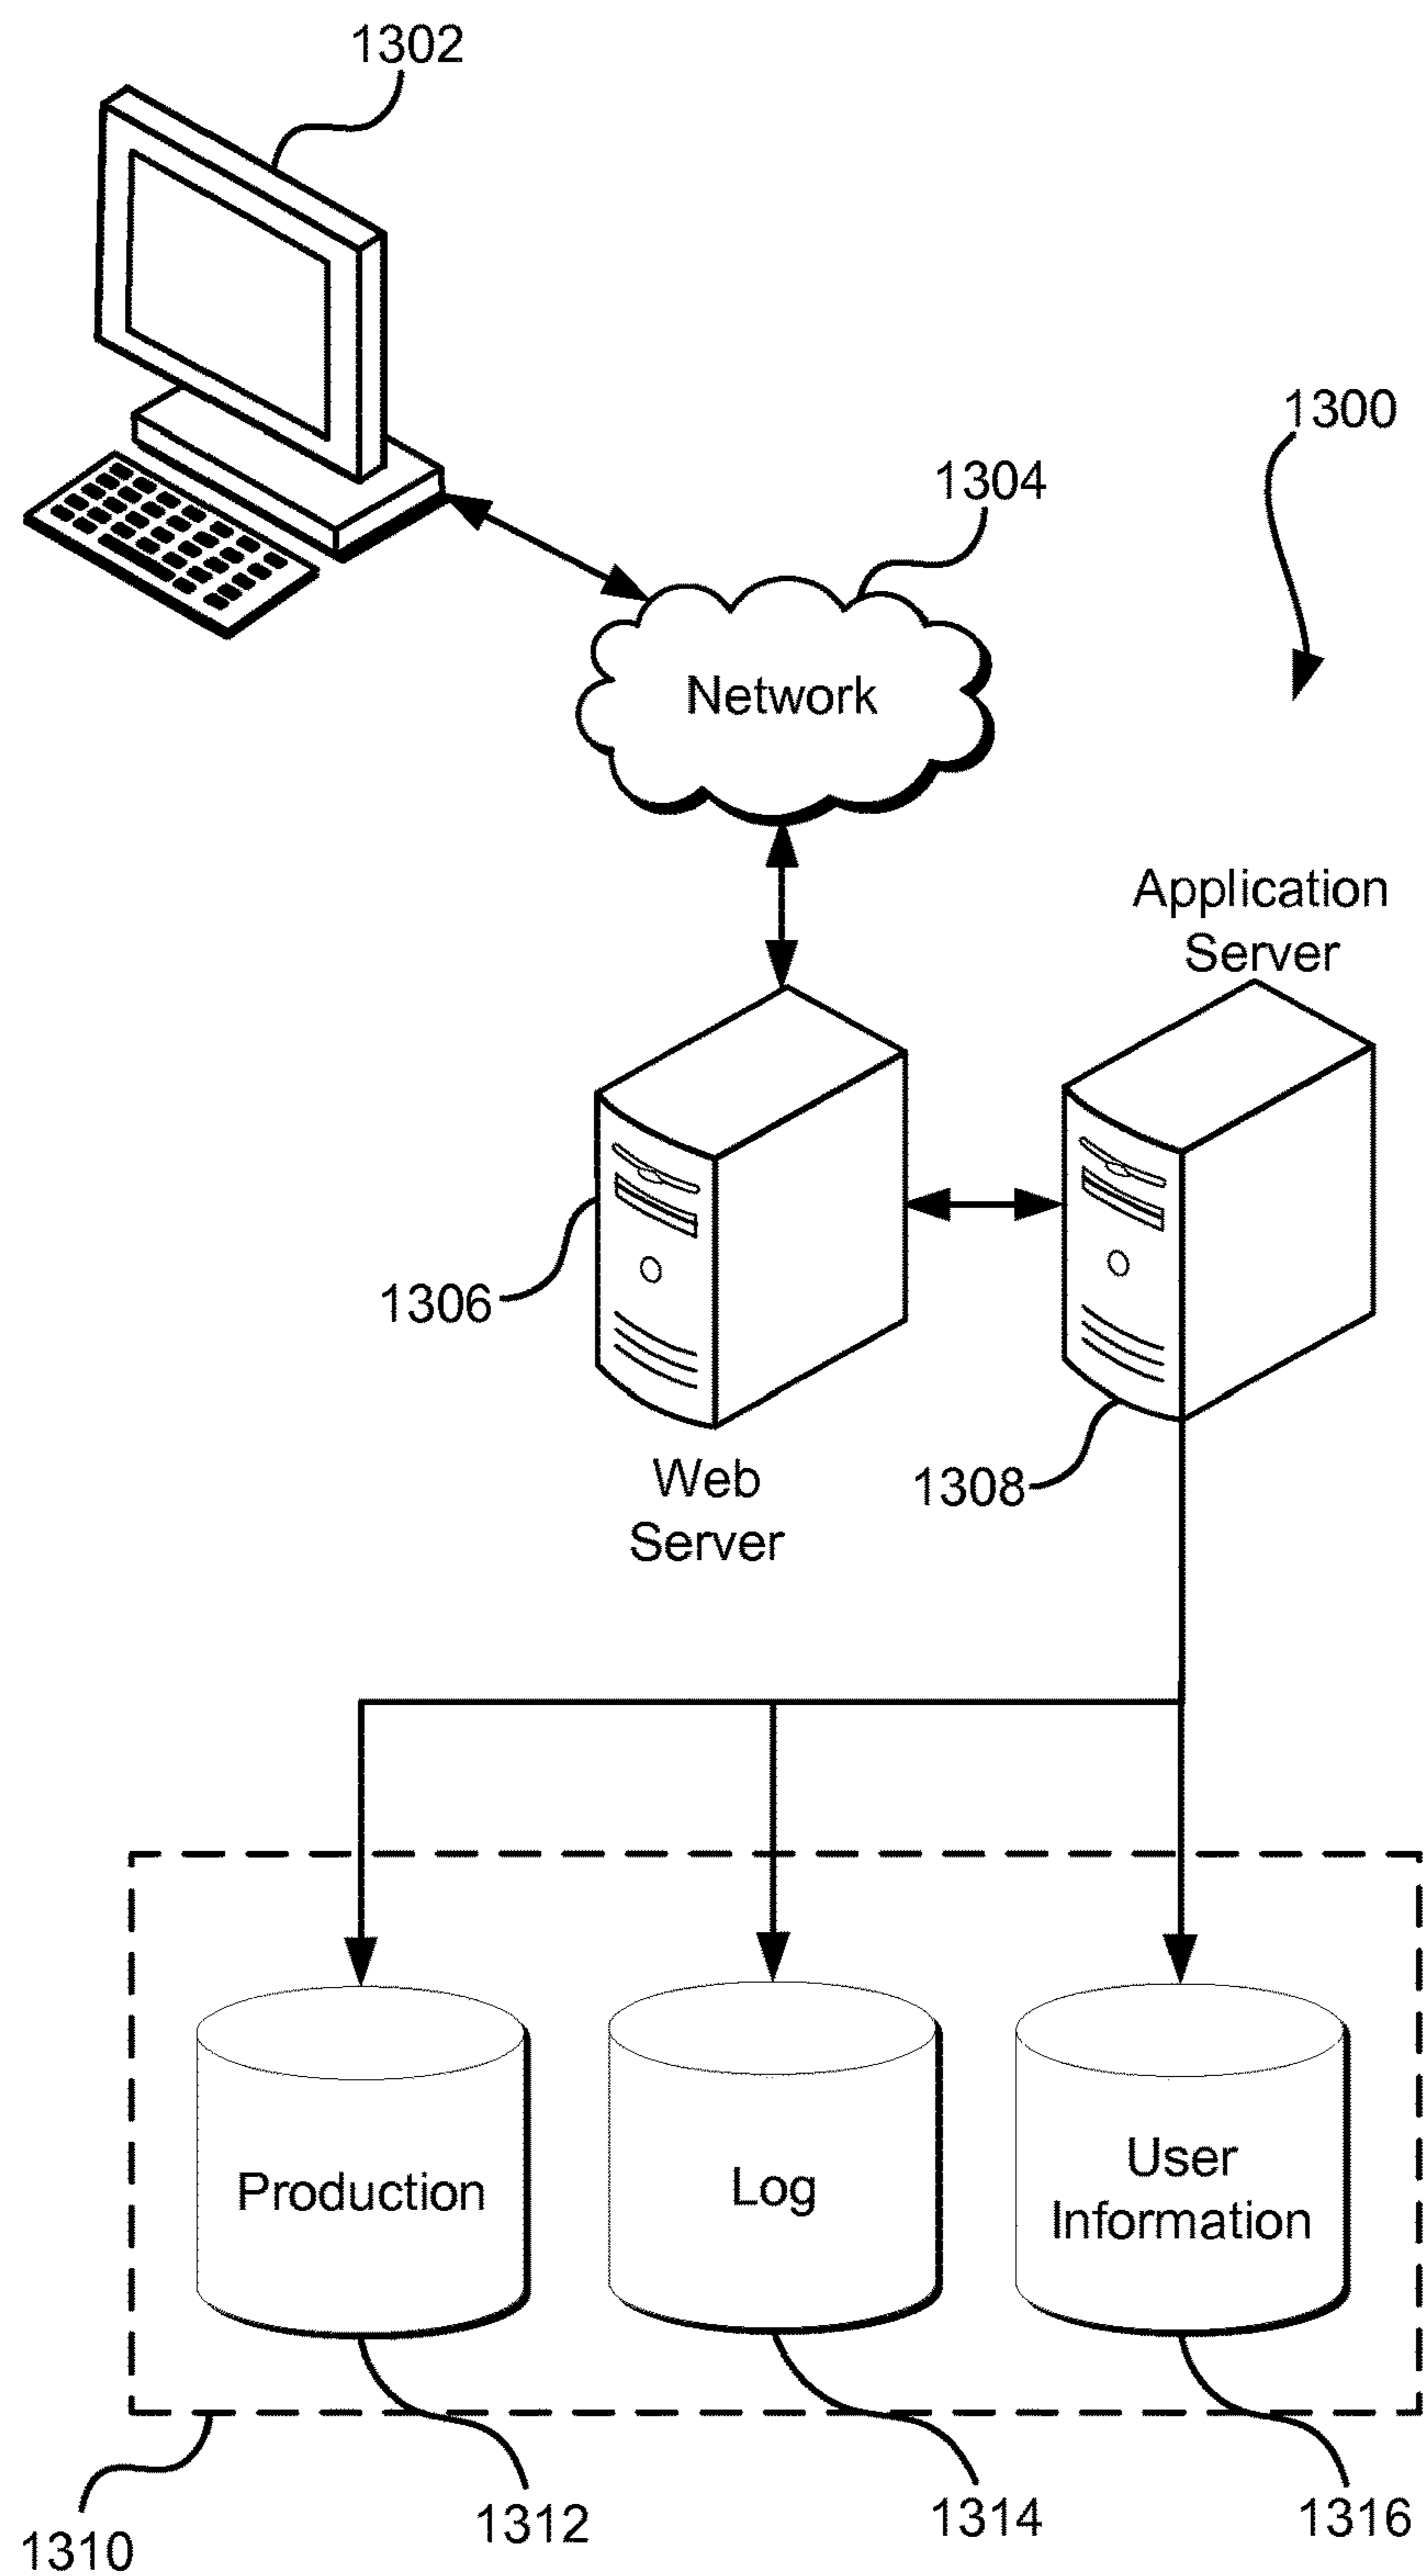 1302
1300
1304
Network
Application
Server
1306
Web
Server
1308
Production
Log
User
Information
1310
1312
1314
1316